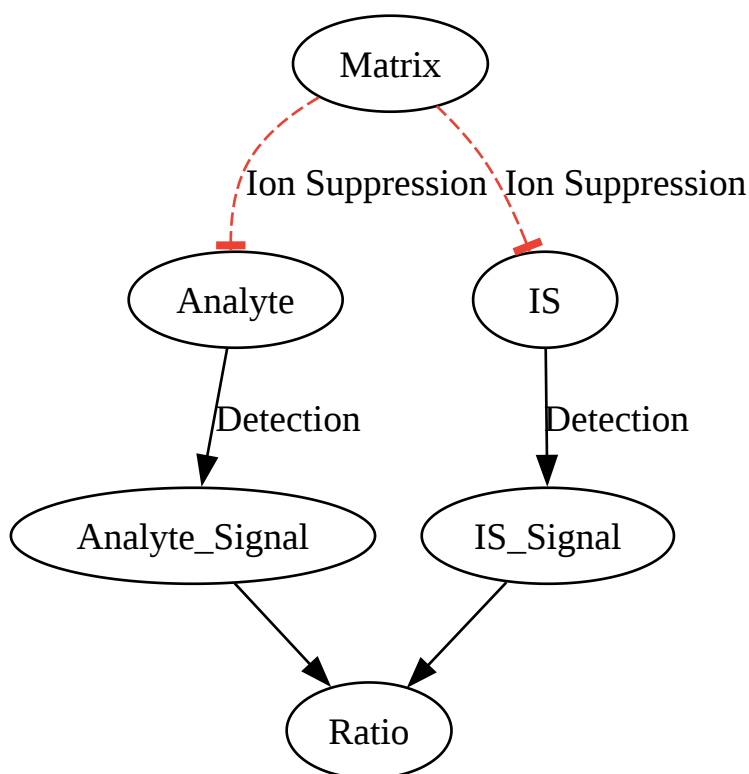 Matrix
Ion Suppression
Ion Suppression
Analyte
IS
Detection
Detection
Analyte_Signal
IS_Signal
Ratio